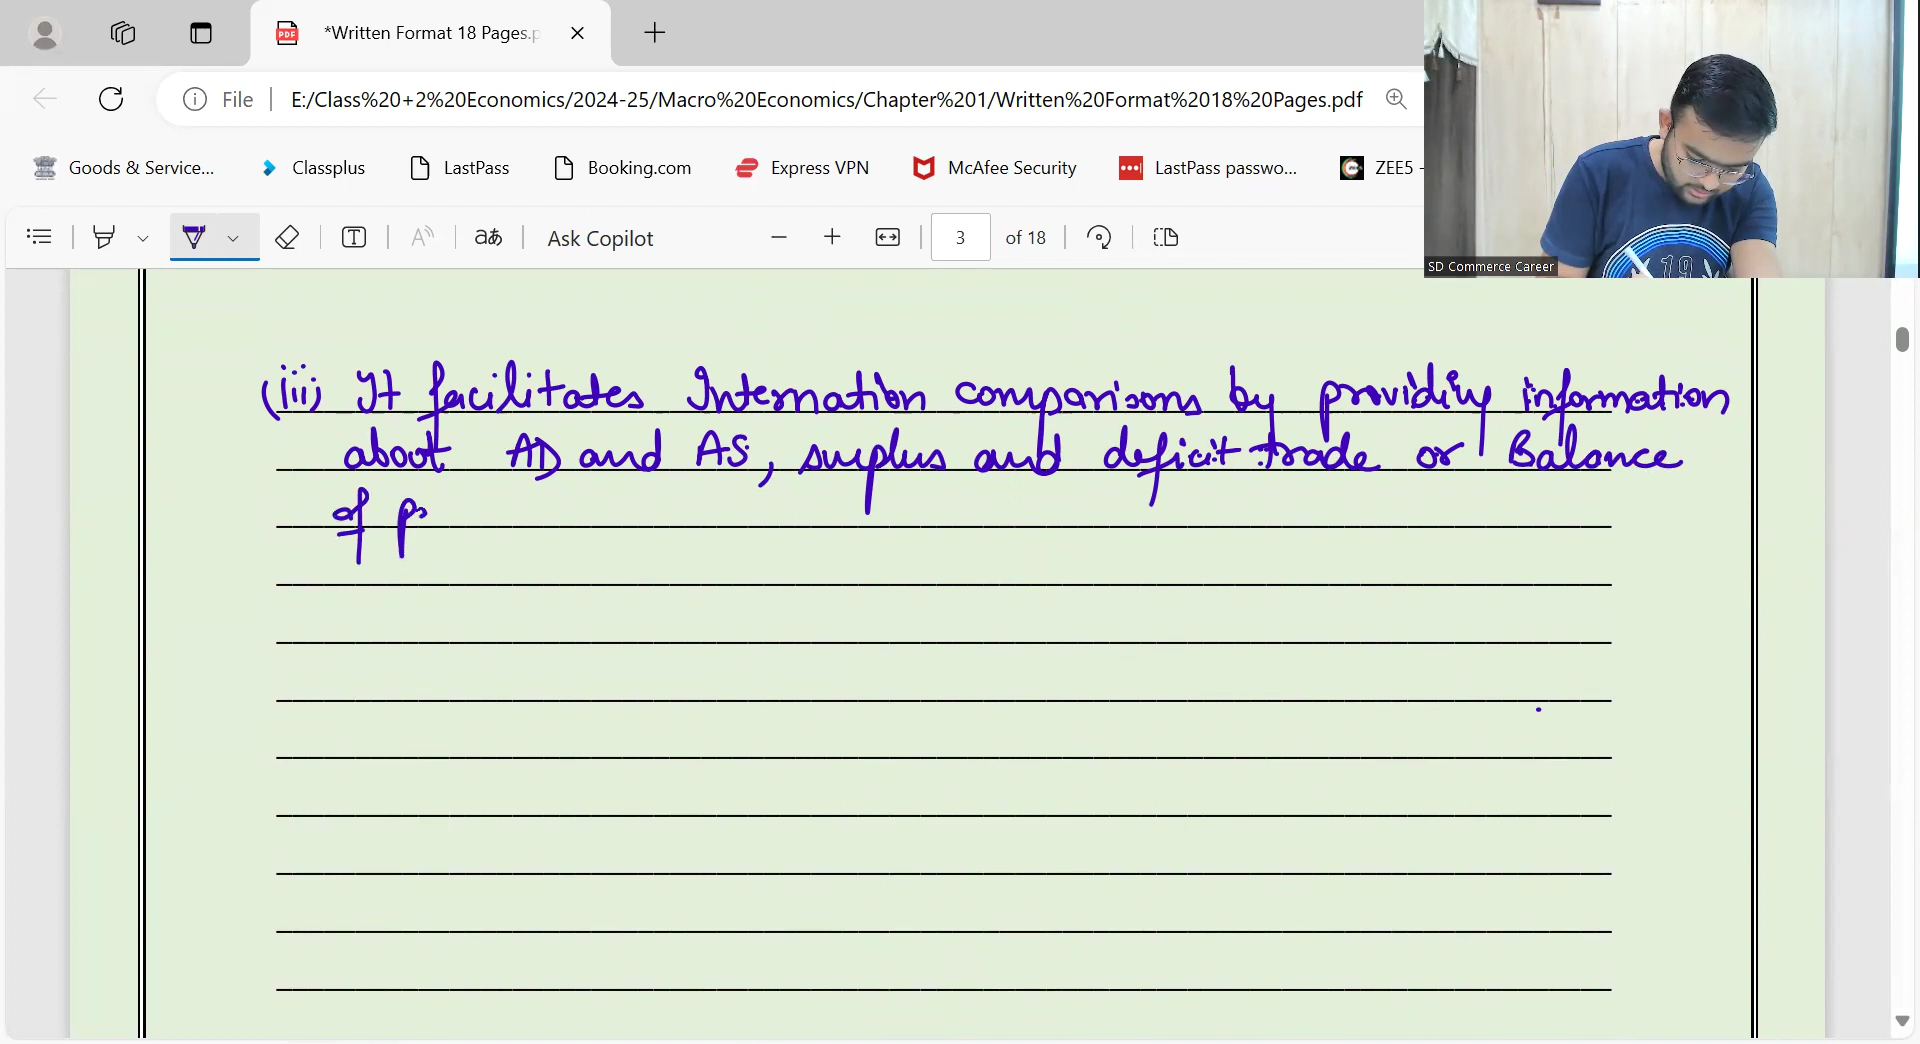 *Written Format 18 Pages.p
File
E:/Class%20+2%20Economics/2024-25/Macro%20Economics/Chapter%201/Written%20Format%2018%20Pages.pdf
Goods & Service...
Classplus
LastPass
Booking.com
Express VPN
McAfee Security
LastPass passwo...
ZEE5 -
Ask Copilot
3 of 18
SD Commerce Career
19
(iii) It facilitates Internation comparisons by providing information
about AD and AS, surplus and deficit trade or Balance
of p